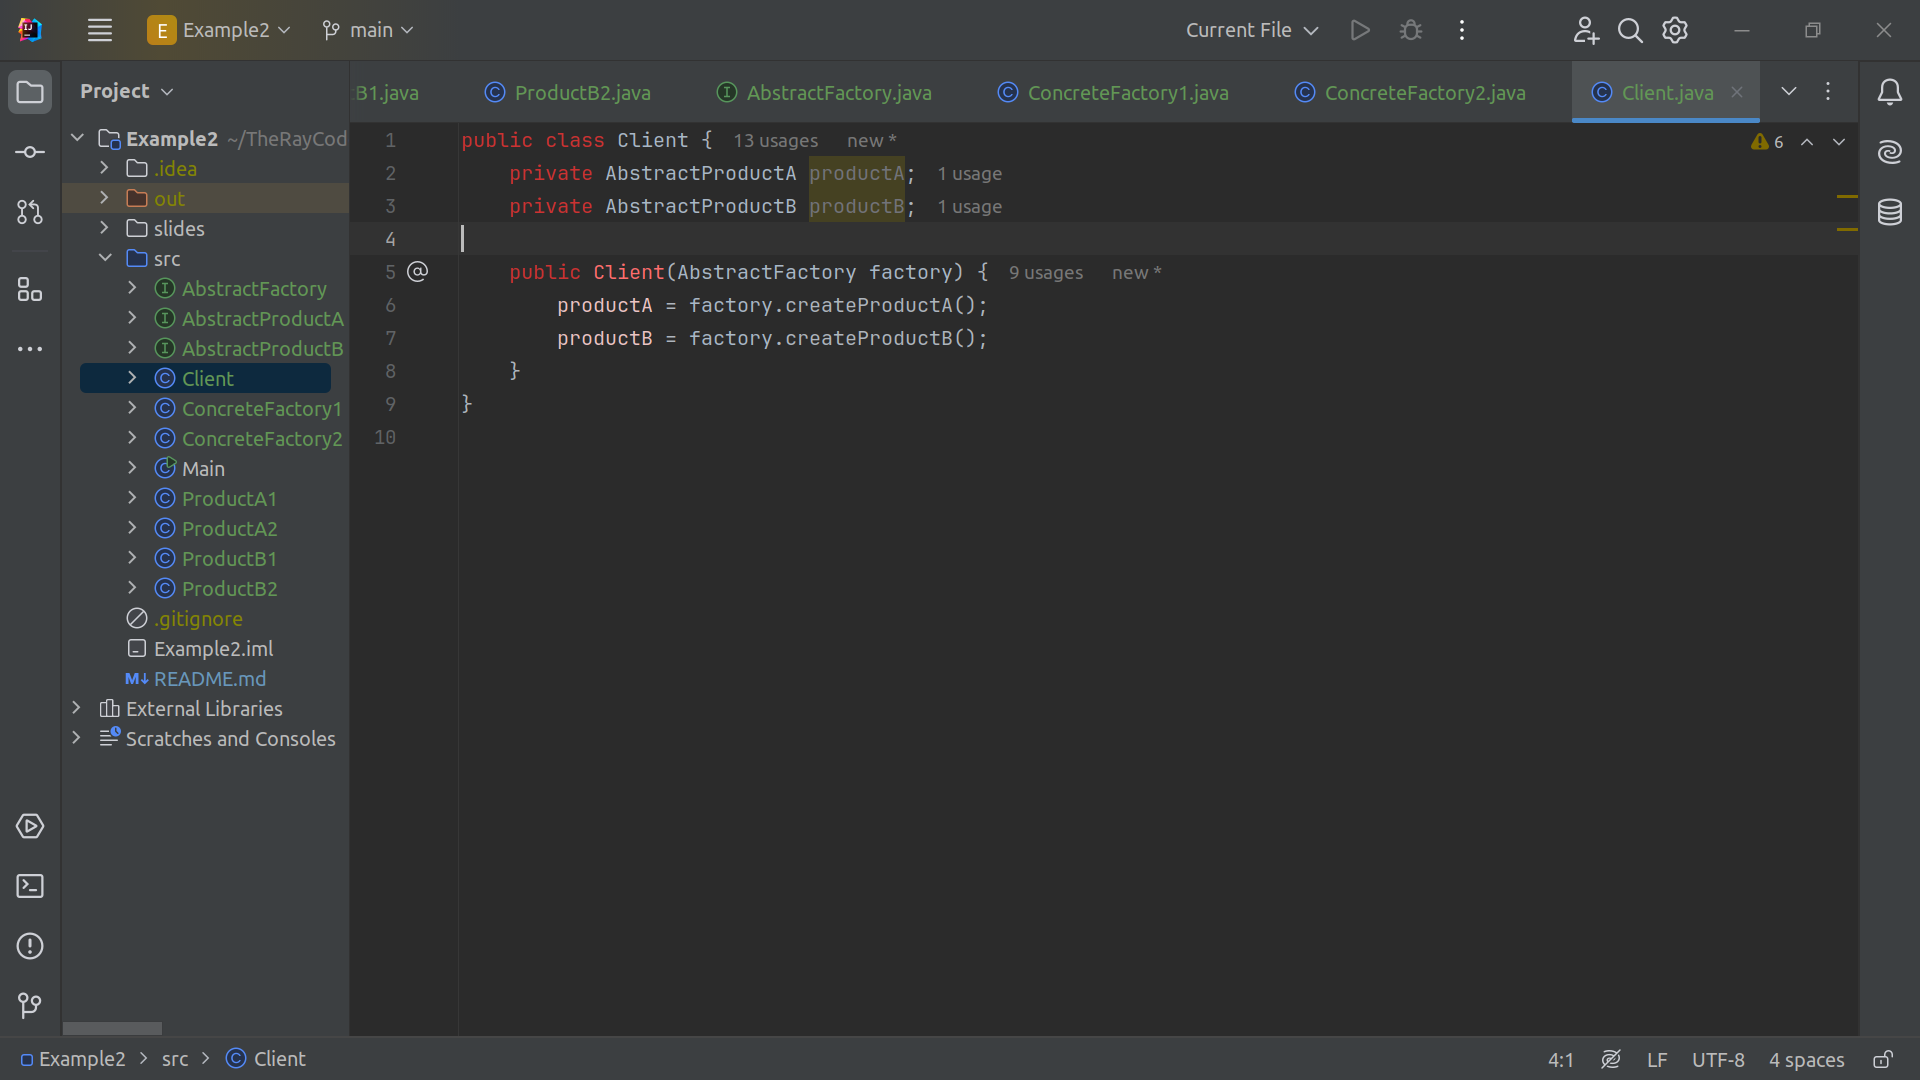 E Example2 main Current File
Project
B1.java ProductB2.java AbstractFactory.java ConcreteFactory1.java ConcreteFactory2.java Client.java
Example2 ~/TheRayCod
.idea
out
slides
src
AbstractFactory
AbstractProductA
AbstractProductB
Client
ConcreteFactory1
ConcreteFactory2
Main
ProductA1
ProductA2
ProductB1
ProductB2
.gitignore
Example2.iml
M↓ README.md
External Libraries
Scratches and Consoles
1 public class Client { 13 usages new *
6
2 private AbstractProductA productA; 1 usage
3 private AbstractProductB productB; 1 usage
4
5 @ public Client(AbstractFactory factory) { 9 usages new *
6 productA = factory.createProductA();
7 productB = factory.createProductB();
8 }
9 }
10
Example2 > src > Client
4:1 LF UTF-8 4 spaces